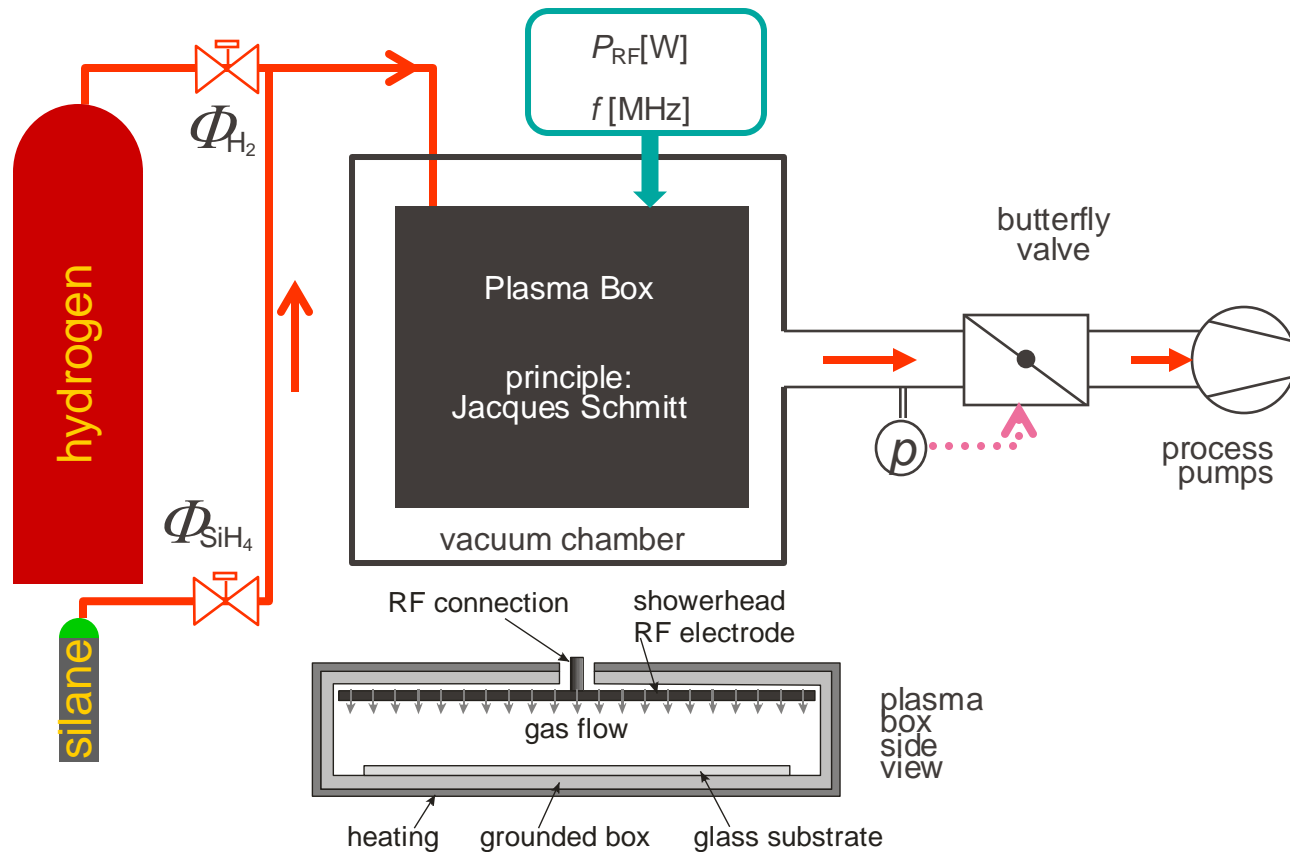 P_RF[W]
f [MHz]
Φ_H₂
hydrogen
Plasma Box
principle:
Jacques Schmitt
butterfly
valve
p
process
pumps
Φ_SiH₄
vacuum chamber
silane
RF connection
showerhead
RF electrode
gas flow
plasma
box
side
view
heating
grounded box
glass substrate